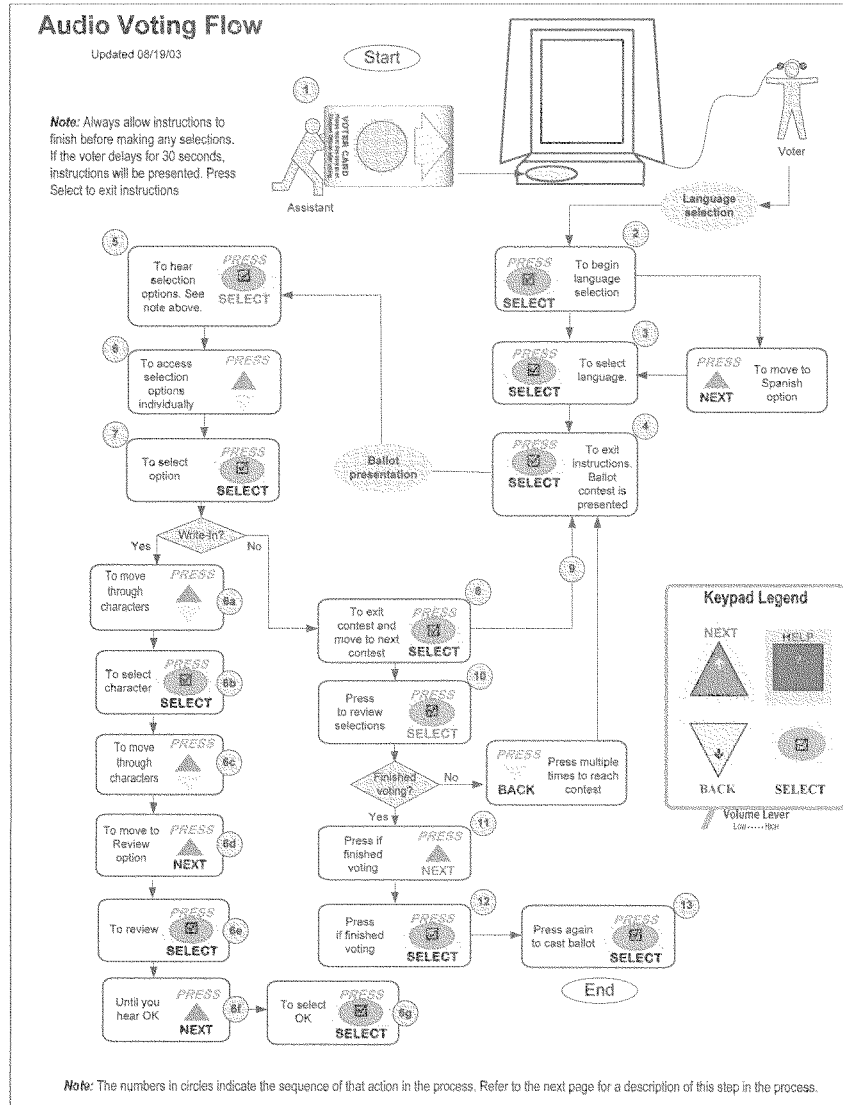 Audio Voting Flow
Updated 08/19/03
Start
1
Note: Always allow instructions to
finish before making any selections.
If the voter delays for 30 seconds,
instructions will be presented. Press
Select to exit instructions
VOTER CARD
Assistant
Voter
Language
selection
5
To hear
selection
options. See
note above.
PRESS
SELECT
2
PRESS
SELECT
To begin
language
selection
6
To access
selection
options
individually
PRESS
3
PRESS
SELECT
To select
language.
PRESS
NEXT
To move to
Spanish
option
7
To select
option
PRESS
SELECT
Ballot
presentation
4
PRESS
SELECT
To exit
instructions.
Ballot
contest is
presented
Write-In?
Yes
No
9
To move
through
characters
PRESS
6a
8
To exit
contest and
move to next
contest
PRESS
SELECT
To select
character
PRESS
SELECT
6b
10
Press
to review
selections
PRESS
SELECT
To move
through
characters
PRESS
6c
Finished
voting?
No
Yes
PRESS
BACK
Press multiple
times to reach
contest
To move to
Review
option
PRESS
NEXT
6d
11
Press if
finished
voting
PRESS
NEXT
To review
PRESS
SELECT
6e
12
Press
if finished
voting
PRESS
SELECT
13
Press again
to cast ballot
PRESS
SELECT
End
Until you
hear OK
PRESS
NEXT
6f
To select
OK
PRESS
SELECT
6g
Keypad Legend
NEXT
HELP
BACK
SELECT
Volume Lever
Low ----- High
Note: The numbers in circles indicate the sequence of that action in the process. Refer to the next page for a description of this step in the process.